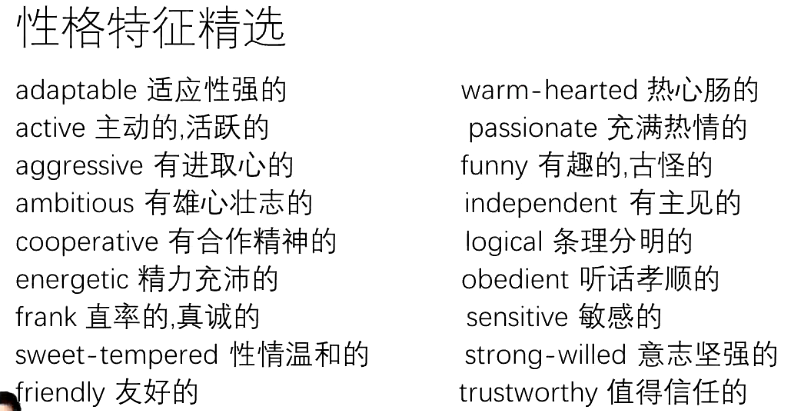 性格特征精选
adaptable 适应性强的
active 主动的,活跃的
aggressive 有进取心的
ambitious 有雄心壮志的
cooperative 有合作精神的
energetic 精力充沛的
frank 直率的,真诚的
sweet-tempered 性情温和的
friendly 友好的
warm-hearted 热心肠的
passionate 充满热情的
funny 有趣的,古怪的
independent 有主见的
logical 条理分明的
obedient 听话孝顺的
sensitive 敏感的
strong-willed 意志坚强的
trustworthy 值得信任的